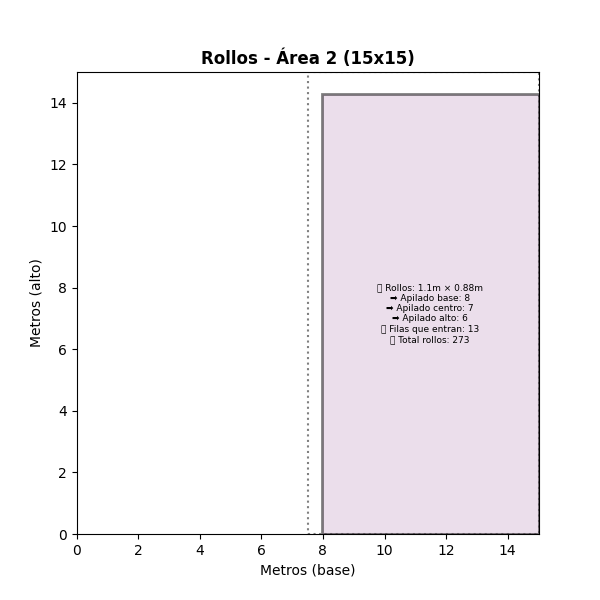 Rollos - Área 2 (15x15)
Metros (alto)
14
12
10
8
6
4
2
0
Rollos: 1.1m × 0.88m
➡ Apilado base: 8
➡ Apilado centro: 7
➡ Apilado alto: 6
Filas que entran: 13
Total rollos: 273
0 2 4 6 8 10 12 14
Metros (base)